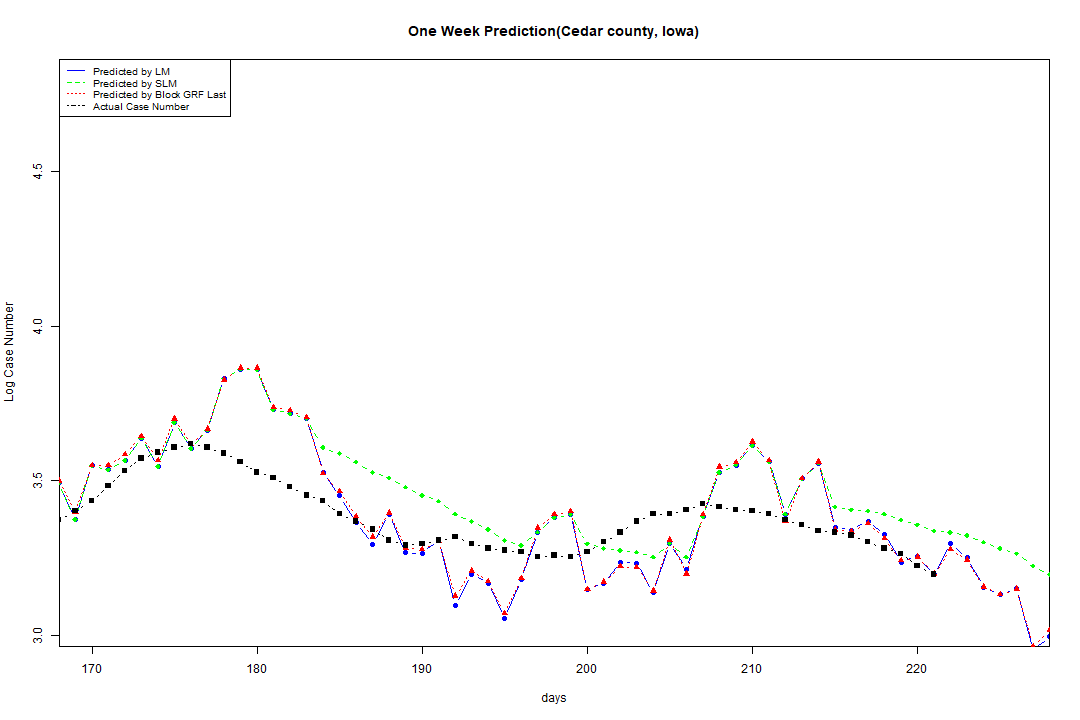 One Week Prediction(Cedar county, Iowa)
Predicted by LM
Predicted by SLM
Predicted by Block GRF Last
Actual Case Number
4.5
4.0
3.5
3.0
Log Case Number
170 180 190 200 210 220
days